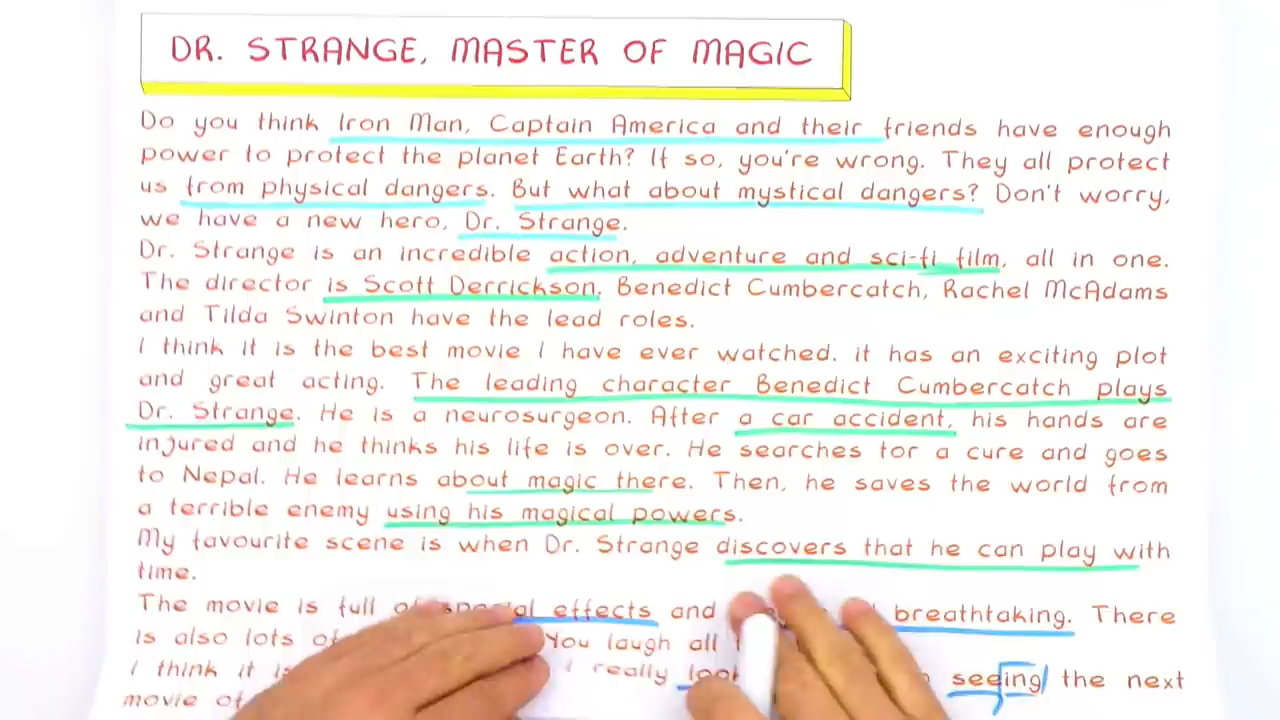 DR. STRANGE, MASTER OF MAGIC
Do you think Iron Man, Captain America and their friends have enough
power to protect the planet Earth? If so, you're wrong. They all protect
us from physical dangers. But what about mystical dangers? Don't worry,
we have a new hero, Dr. Strange.
Dr. Strange is an incredible action, adventure and sci-fi film, all in one.
The director is Scott Derrickson. Benedict Cumbercatch, Rachel McAdams
and Tilda Swinton have the lead roles.
I think it is the best movie I have ever watched. it has an exciting plot
and great acting. The leading character Benedict Cumbercatch plays
Dr. Strange. He is a neurosurgeon. After a car accident, his hands are
injured and he thinks his life is over. He searches for a cure and goes
to Nepal. He learns about magic there. Then, he saves the world from
a terrible enemy using his magical powers.
My favourite scene is when Dr. Strange discovers that he can play with
time.
The movie is full of special effects and breathtaking. There
is also lots of You laugh all
I think it is I really look seeing the next
movie of